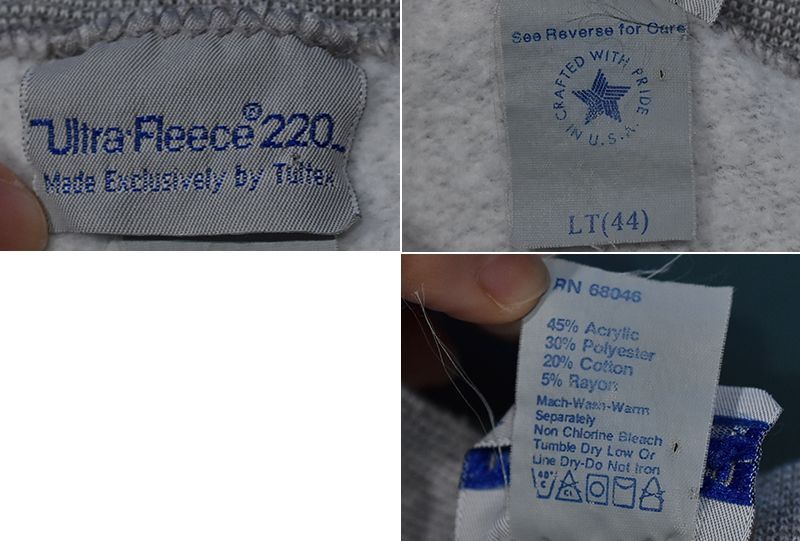 Ultra-Fleece® 220
Made Exclusively by Tultex
See Reverse for Care
CRAFTED WITH PRIDE
IN U.S.A.
LT(44)
RN 68046
45% Acrylic
30% Polyester
20% Cotton
5% Rayon
Mach-Wash-Warm
Separately
Non Chlorine Bleach
Tumble Dry Low Or
Line Dry-Do Not Iron
40°
C
Cl